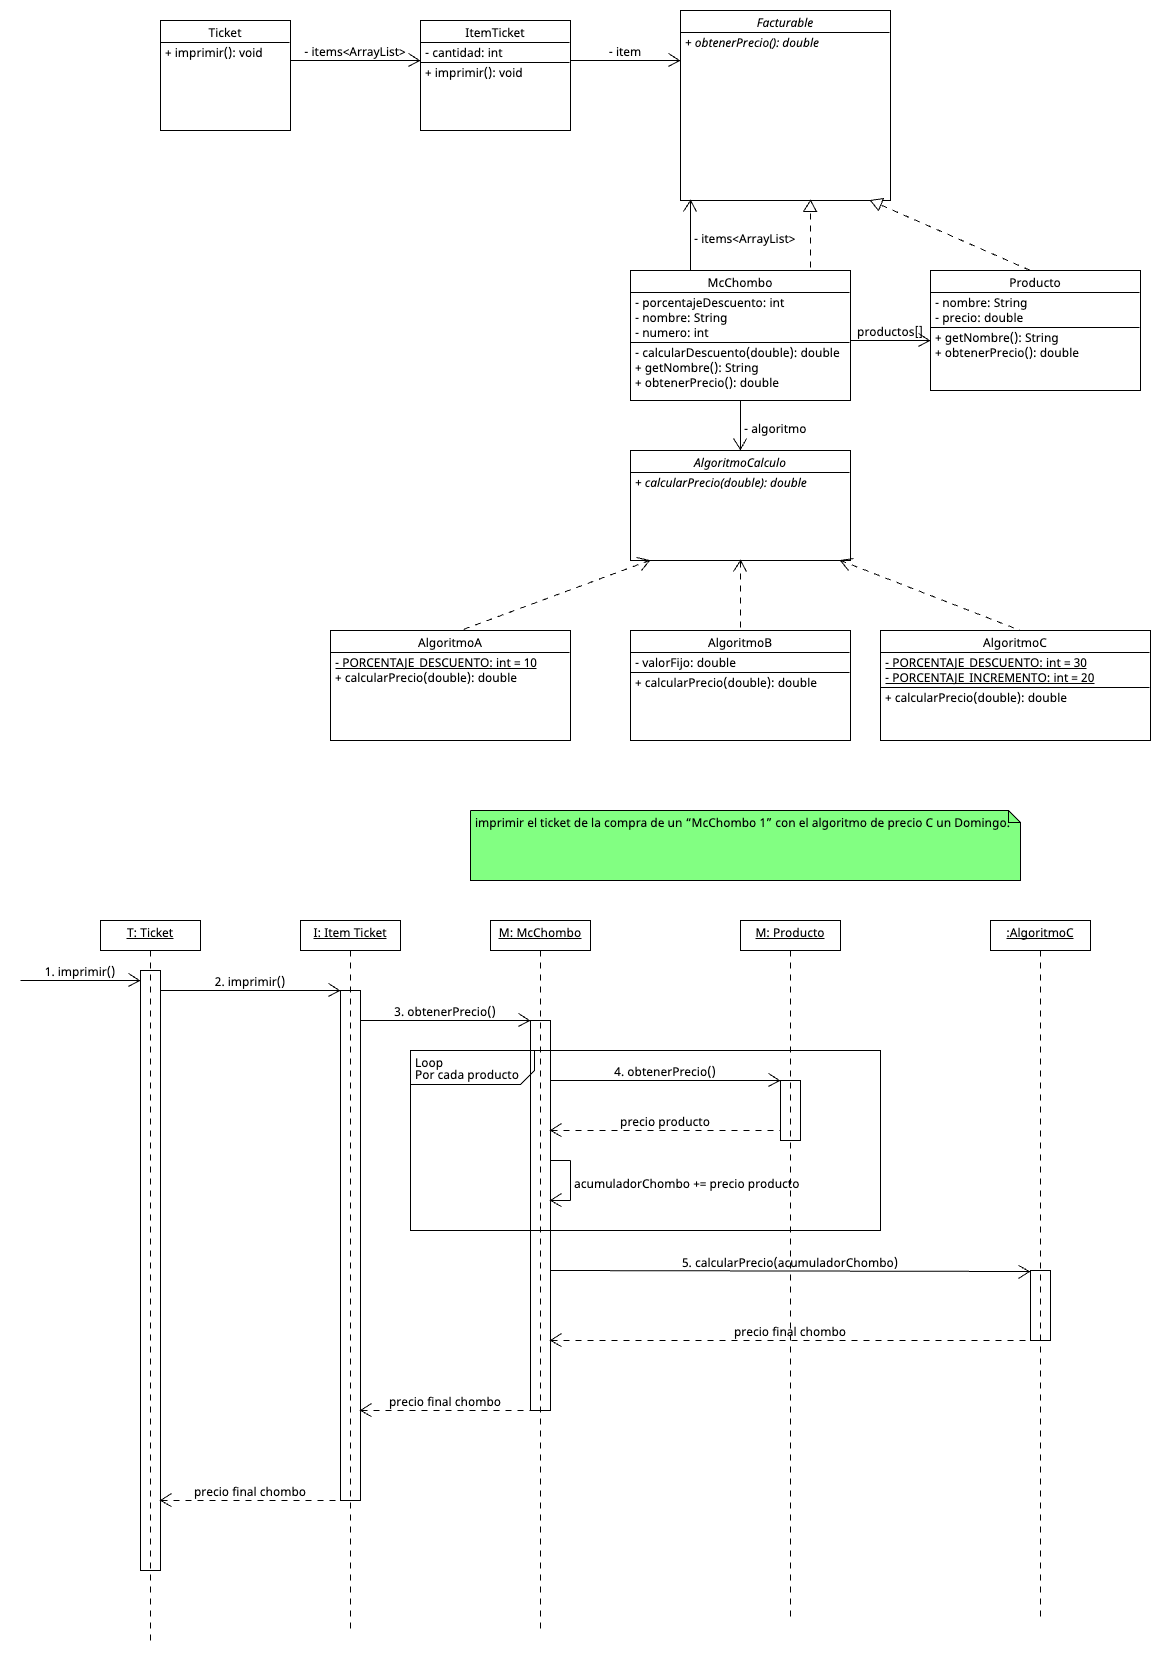 Ticket
+ imprimir(): void
- items<ArrayList>
ItemTicket
- cantidad: int
+ imprimir(): void
- item
Facturable
+ obtenerPrecio(): double
- items<ArrayList>
McChombo
- porcentajeDescuento: int
- nombre: String
- numero: int
- calcularDescuento(double): double
+ getNombre(): String
+ obtenerPrecio(): double
productos[]
Producto
- nombre: String
- precio: double
+ getNombre(): String
+ obtenerPrecio(): double
- algoritmo
AlgoritmoCalculo
+ calcularPrecio(double): double
AlgoritmoA
- PORCENTAJE_DESCUENTO: int = 10
+ calcularPrecio(double): double
AlgoritmoB
- valorFijo: double
+ calcularPrecio(double): double
AlgoritmoC
- PORCENTAJE_DESCUENTO: int = 30
- PORCENTAJE_INCREMENTO: int = 20
+ calcularPrecio(double): double
imprimir el ticket de la compra de un “McChombo 1” con el algoritmo de precio C un Domingo.
T: Ticket
I: Item Ticket
M: McChombo
M: Producto
:AlgoritmoC
1. imprimir()
2. imprimir()
3. obtenerPrecio()
Loop
Por cada producto
4. obtenerPrecio()
precio producto
acumuladorChombo += precio producto
5. calcularPrecio(acumuladorChombo)
precio final chombo
precio final chombo
precio final chombo